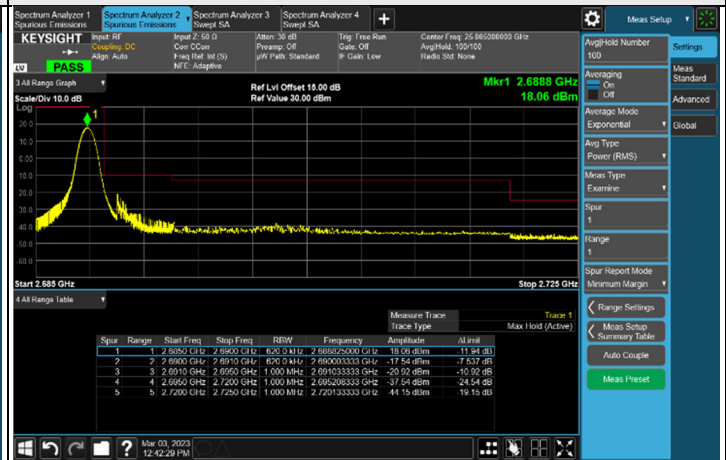 Spectrum Analyzer 1
Spurious Emissions
Spectrum Analyzer 2
Spurious Emissions
Spectrum Analyzer 3
Swept SA
Spectrum Analyzer 4
Swept SA
+
Meas Setup
KEYSIGHT
Input: RF
Coupling: DC
Align: Auto
Input Z: 50 Ω
Corr CCorr
Freq Ref: Int (S)
NFE: Adaptive
Atten: 30 dB
Preamp: Off
µW Path: Standard
Trig: Free Run
Gate: Off
IF Gain: Low
Center Freq: 25.005000000 GHz
Avg|Hold: 100/100
Radio Std: None
LXI
PASS
3 All Range Graph
Scale/Div 10.0 dB
Ref Lvl Offset 15.00 dB
Ref Value 30.00 dBm
Mkr1 2.6888 GHz
18.06 dBm
Log
1
20.0
10.0
0.00
10.0
20.0
30.0
40.0
-50.0
-60.0
Start 2.685 GHz
Stop 2.725 GHz
4 All Range Table
Measure Trace Trace 1
Trace Type Max Hold (Active)
Spur Range Start Freq Stop Freq RBW Frequency Amplitude ΔLimit
1 1 2.6850 GHz 2.6900 GHz 620.0 kHz 2.688825000 GHz 18.06 dBm -11.94 dB
2 2 2.6900 GHz 2.6910 GHz 620.0 kHz 2.690003333 GHz -17.54 dBm -7.537 dB
3 3 2.6910 GHz 2.6950 GHz 1.000 MHz 2.691033333 GHz -20.92 dBm -10.92 dB
4 4 2.6950 GHz 2.7200 GHz 1.000 MHz 2.695208333 GHz -37.54 dBm -24.54 dB
5 5 2.7200 GHz 2.7250 GHz 1.000 MHz 2.720133333 GHz -44.15 dBm -19.15 dB
Avg|Hold Number
100
Averaging
On
Off
Average Mode
Exponential
Avg Type
Power (RMS)
Meas Type
Examine
Spur
1
Range
1
Spur Report Mode
Minimum Margin
Range Settings
Meas Setup
Summary Table
Auto Couple
Meas Preset
Settings
Meas
Standard
Advanced
Global
?
Mar 03, 2023
12:42:29 PM